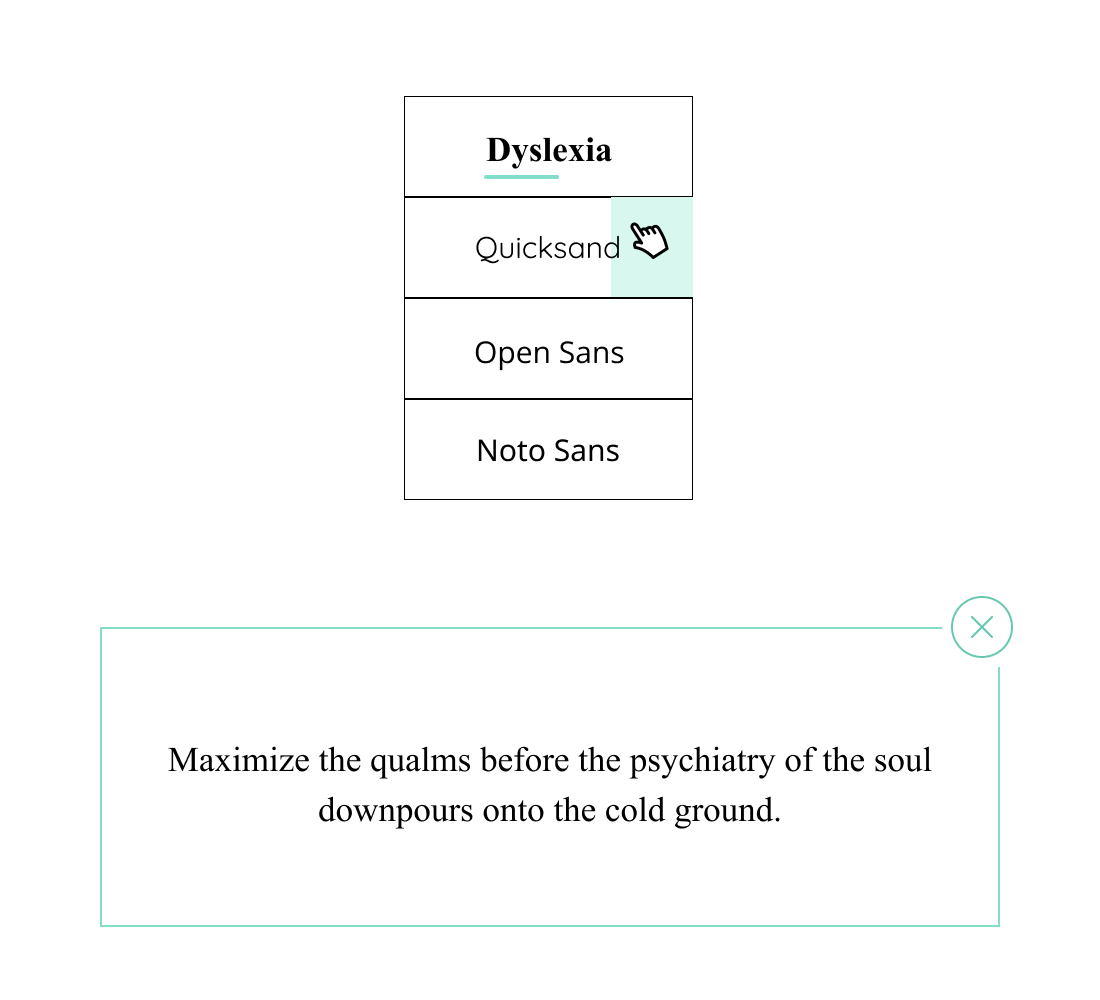 Dyslexia
Quicksand
Open Sans
Noto Sans
Maximize the qualms before the psychiatry of the soul
downpours onto the cold ground.